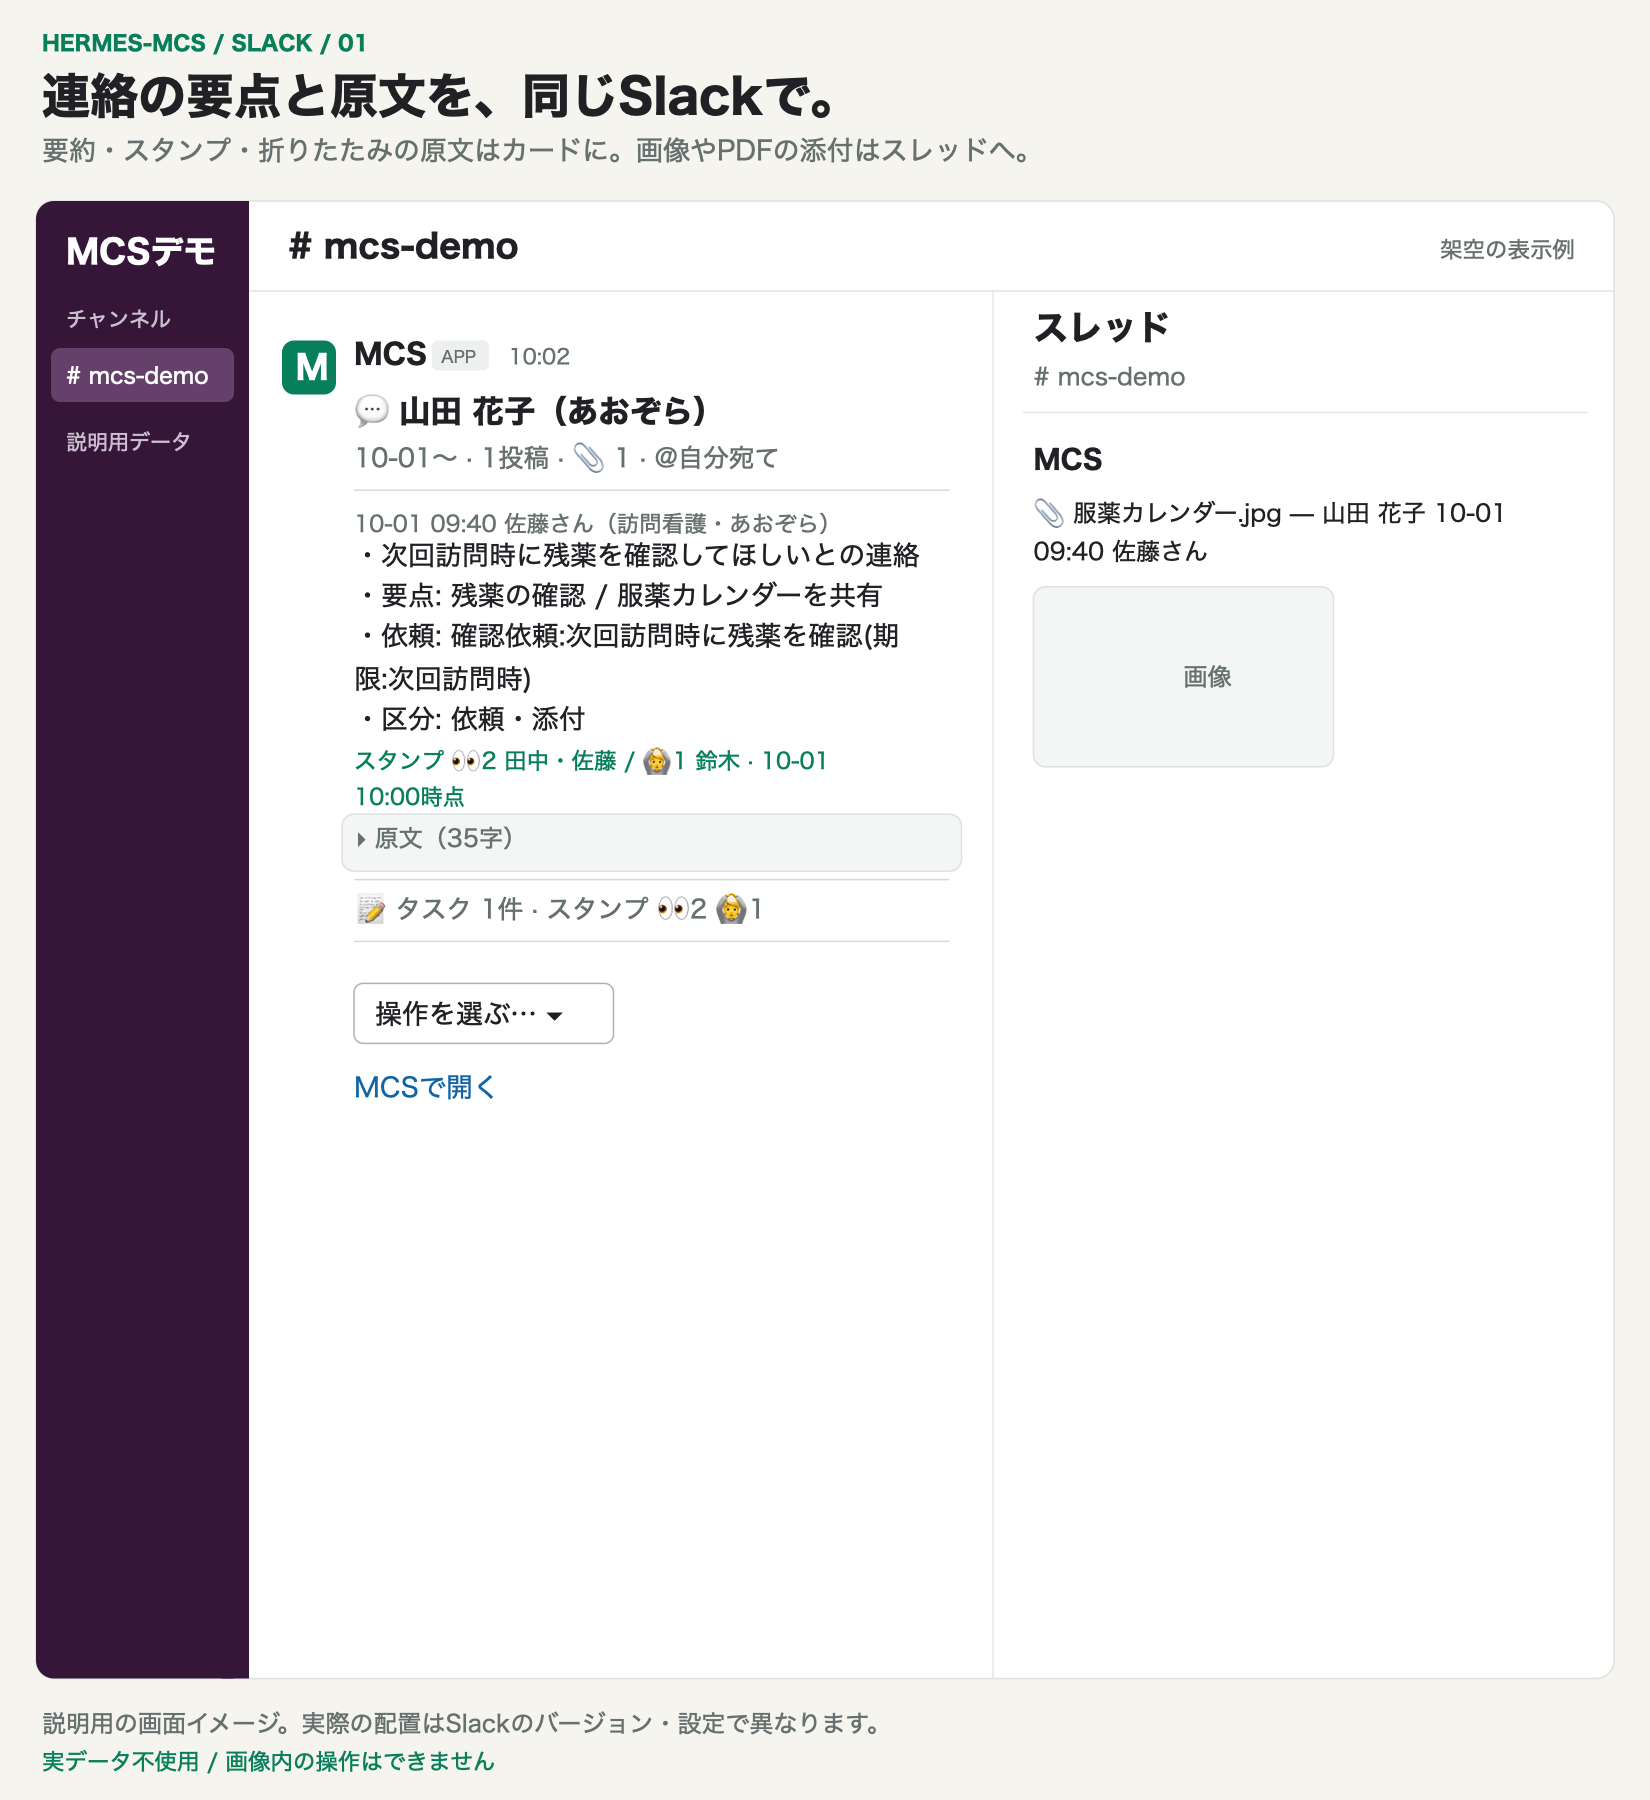 HERMES-MCS / SLACK / 01
連絡の要点と原文を、同じSlackで。
要約・スタンプ・折りたたみの原文はカードに。画像やPDFの添付はスレッドへ。
MCSデモ
チャンネル
# mcs-demo
説明用データ
# mcs-demo
架空の表示例
M
MCS APP 10:02
💬 山田 花子（あおぞら）
10-01〜 · 1投稿 · 📎 1 · @自分宛て
10-01 09:40 佐藤さん（訪問看護・あおぞら）
・次回訪問時に残薬を確認してほしいとの連絡
・要点: 残薬の確認 / 服薬カレンダーを共有
・依頼: 確認依頼:次回訪問時に残薬を確認(期
限:次回訪問時)
・区分: 依頼・添付
スタンプ 👀2 田中・佐藤 / 🙆1 鈴木 · 10-01
10:00時点
原文（35字）
📝 タスク 1件 · スタンプ 👀2 🙆1
操作を選ぶ…
MCSで開く
スレッド
# mcs-demo
MCS
📎 服薬カレンダー.jpg — 山田 花子 10-01
09:40 佐藤さん
画像
説明用の画面イメージ。実際の配置はSlackのバージョン・設定で異なります。
実データ不使用 / 画像内の操作はできません